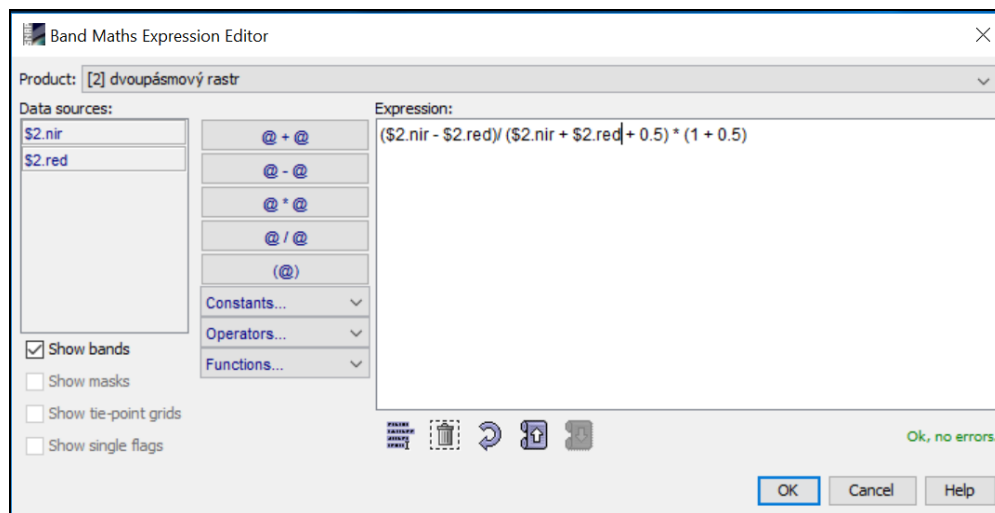 Band Maths Expression Editor
Product: [2] dvoupásmový rastr
Data sources:
Expression:
$2.nir
$2.red
@ + @
@ - @
@ * @
@ / @
(@)
Constants...
Operators...
Functions...
($2.nir - $2.red)/ ($2.nir + $2.red + 0.5) * (1 + 0.5)
Show bands
Show masks
Show tie-point grids
Show single flags
Ok, no errors.
OK
Cancel
Help